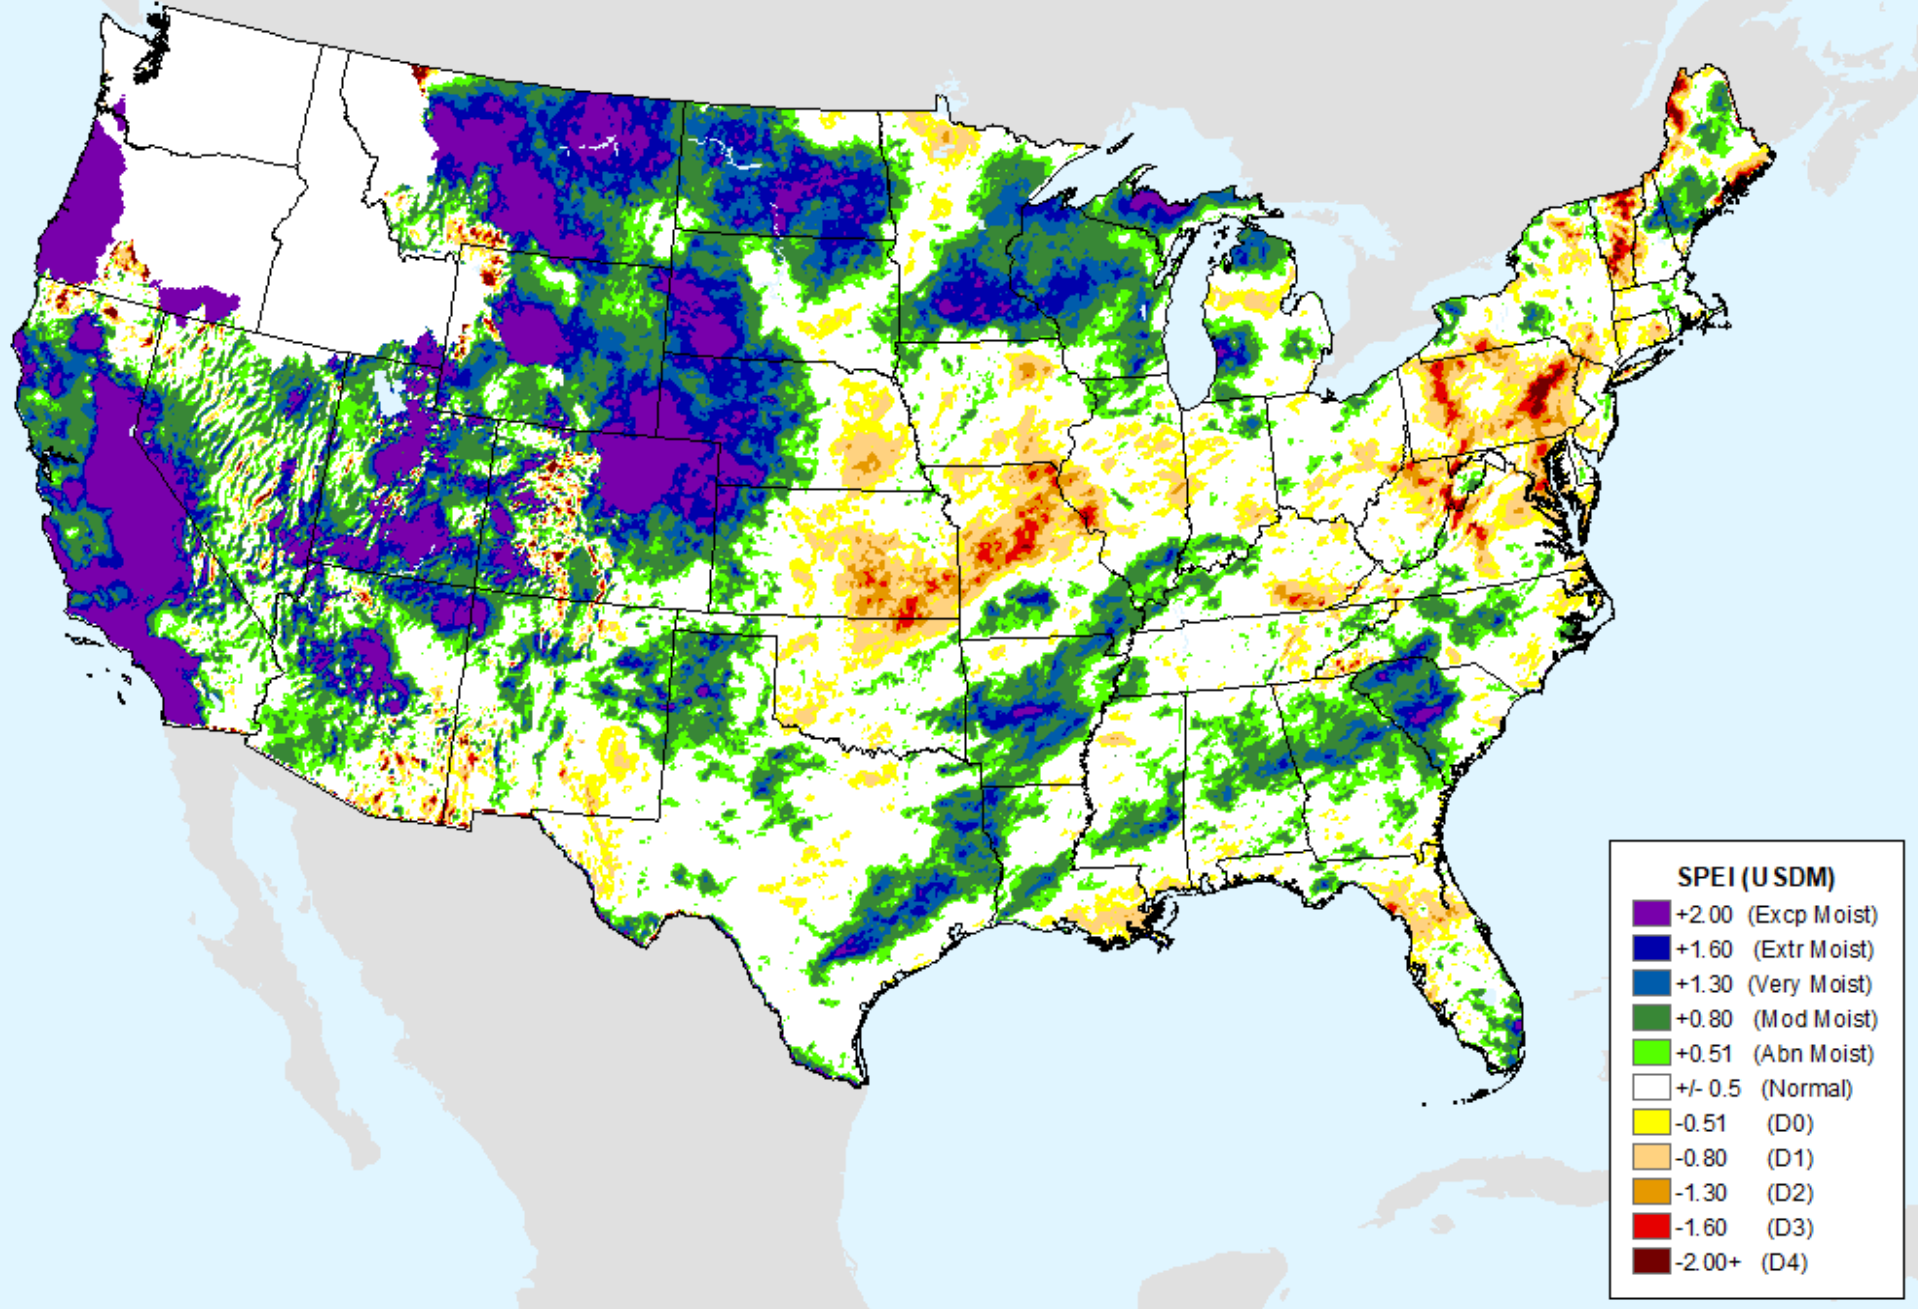 SPEI (USDM)
+2.00 (Excp Moist)
+1.60 (Extr Moist)
+1.30 (Very Moist)
+0.80 (Mod Moist)
+0.51 (Abn Moist)
+/- 0.5 (Normal)
-0.51 (D0)
-0.80 (D1)
-1.30 (D2)
-1.60 (D3)
-2.00+ (D4)